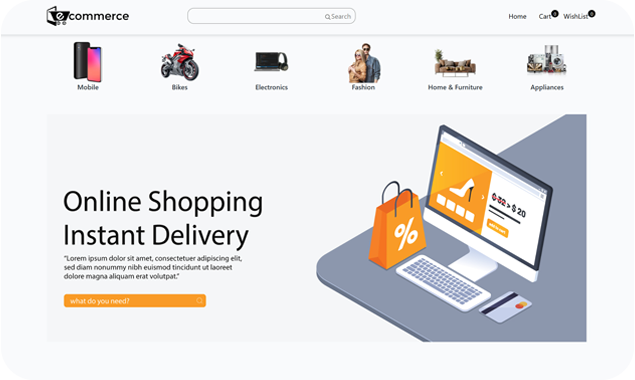 ecommerce
Search
Home
Cart 0
WishList 0
Mobile
Bikes
Electronics
Fashion
Home & Furniture
Appliances
Online Shopping
Instant Delivery
"Lorem ipsum dolor sit amet, consectetuer adipiscing elit,
sed diam nonummy nibh euismod tincidunt ut laoreet
dolore magna aliquam erat volutpat."
what do you need?
%
$ 20